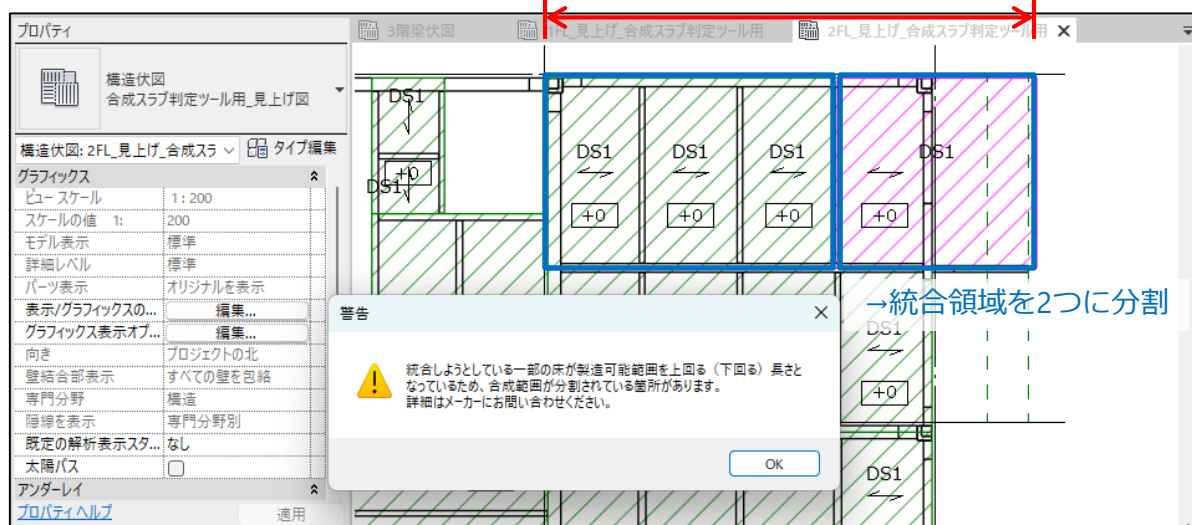 プロパティ
3階梁伏図
1FL_見上げ_合成スラブ判定ツール用
2FL_見上げ_合成スラブ判定ツール用
構造伏図
合成スラブ判定ツール用_見上げ図
構造伏図: 2FL_見上げ_合成スラ
タイプ編集
グラフィックス
ビュー スケール
1 : 200
スケールの値 1:
200
モデル表示
標準
詳細レベル
標準
パーツ表示
オリジナルを表示
表示/グラフィックスの...
編集...
グラフィックス表示オプ...
編集...
向き
プロジェクトの北
壁結合部表示
すべての壁を包絡
専門分野
構造
隠線を表示
専門分野別
既定の解析表示スタ...
なし
太陽パス
アンダーレイ
プロパティ ヘルプ
適用
DS1
+0
DS1
DS1
DS1
DS1
DS1
+0
+0
+0
+0
→統合領域を2つに分割
DS1
+0
DS1
警告
統合しようとしている一部の床が製造可能範囲を上回る（下回る）長さと
なっているため、合成範囲が分割されている箇所があります。
詳細はメーカーにお問い合わせください。
OK